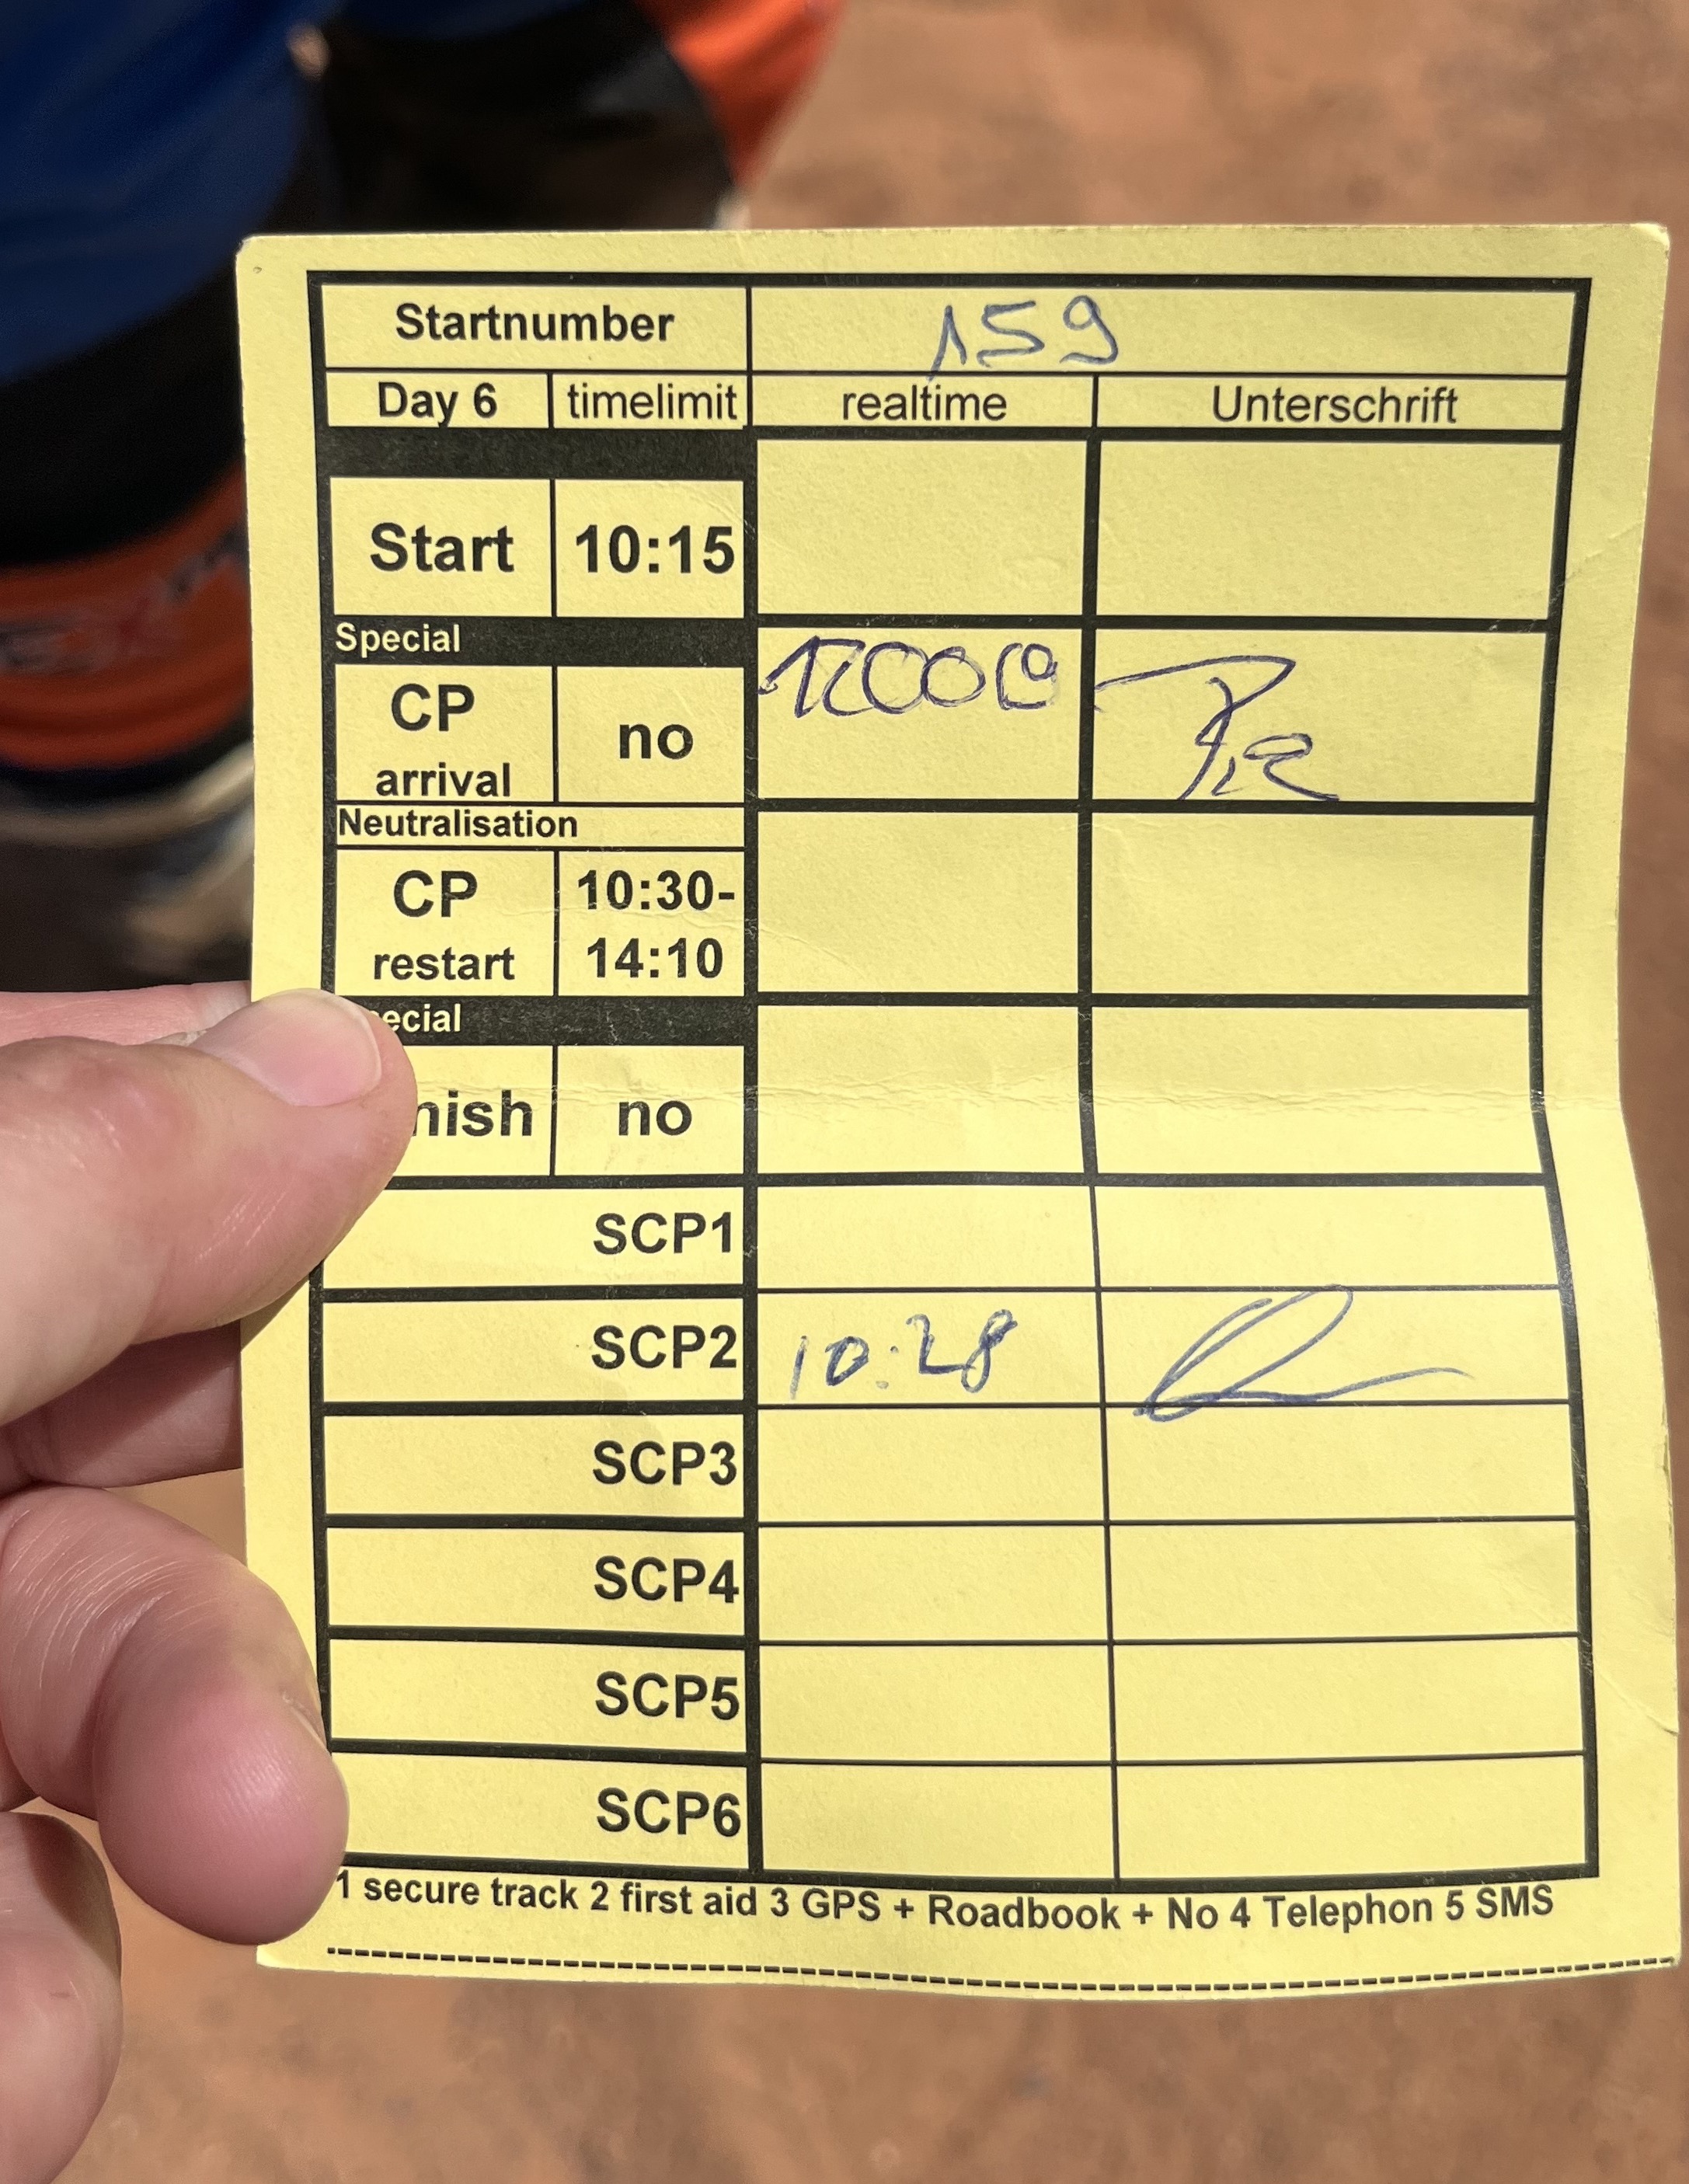 Startnumber 159
Day 6 timelimit realtime Unterschrift
Start 10:15
Special
CP
arrival
no
Neutralisation
CP
restart
10:30-
14:10
ecial
nish no
SCP1
SCP2 10:28
SCP3
SCP4
SCP5
SCP6
1 secure track 2 first aid 3 GPS + Roadbook + No 4 Telephon 5 SMS